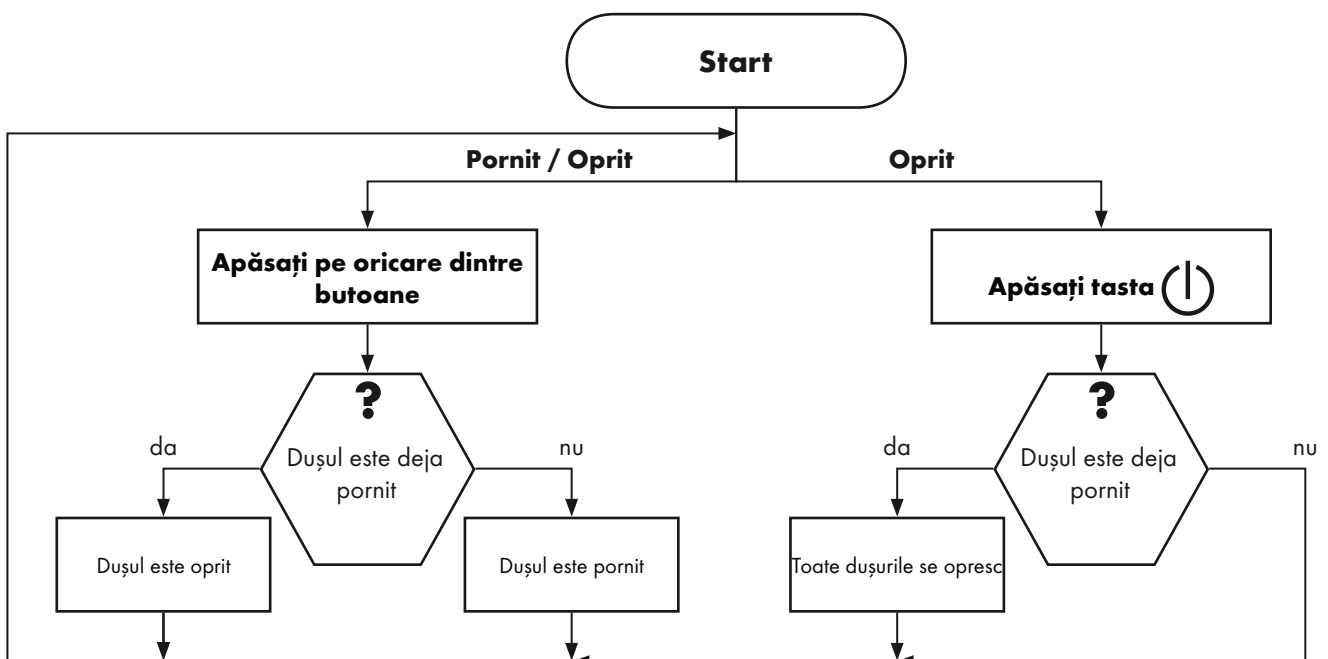 Start
Pornit / Oprit
Oprit
Apăsați pe oricare dintre
butoane
Apăsați tasta
?
Dușul este deja
pornit
da
nu
?
Dușul este deja
pornit
da
nu
Dușul este oprit
Dușul este pornit
Toate dușurile se opresc